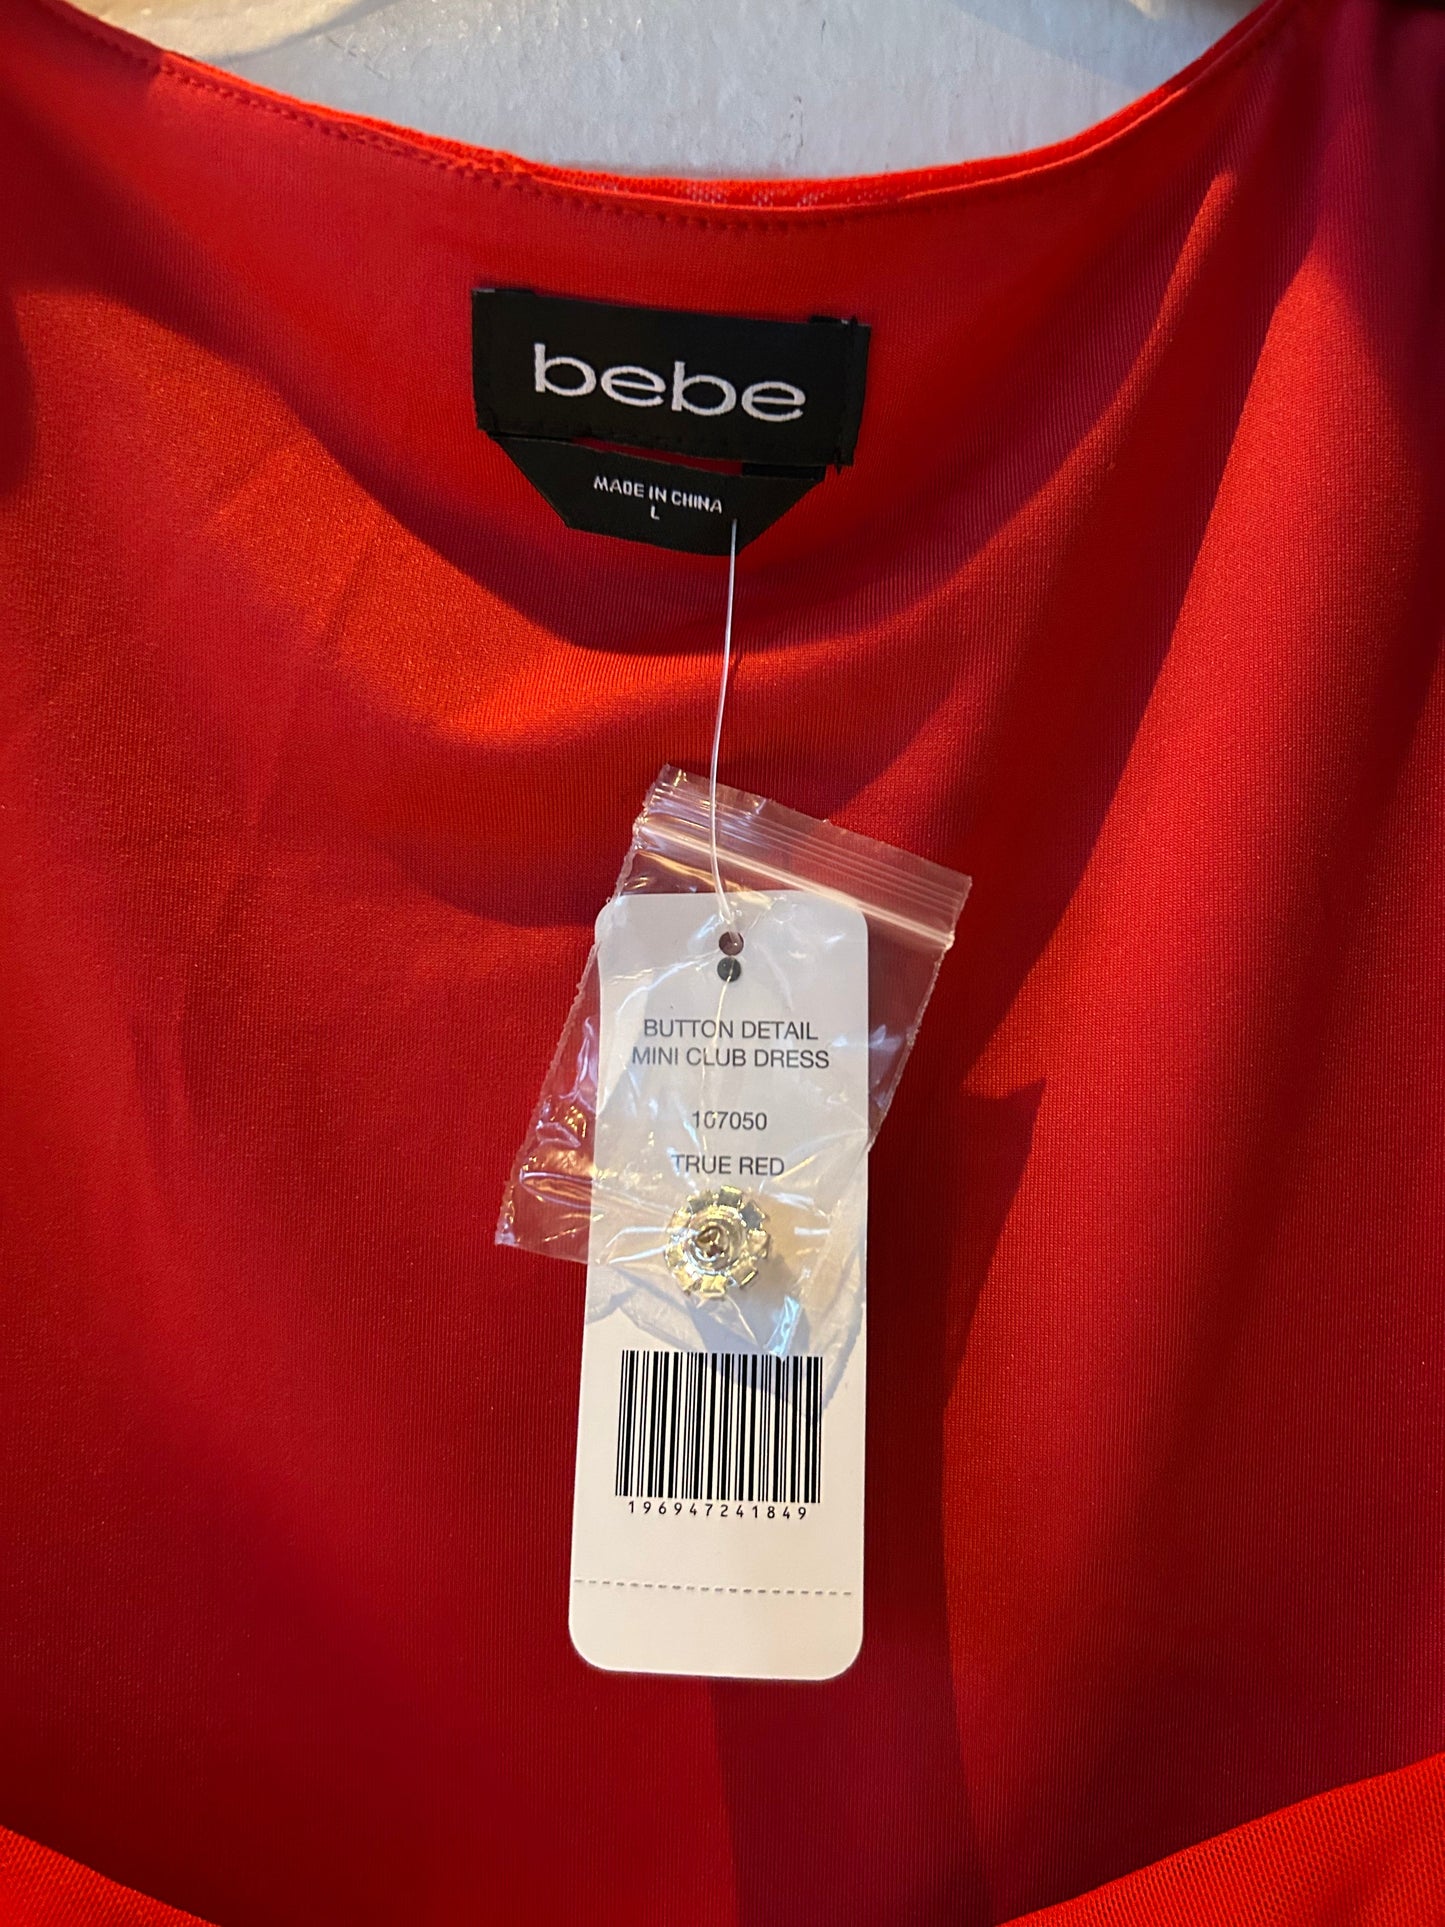 bebe
MADE IN CHINA
L
BUTTON DETAIL
MINI CLUB DRESS
107050
TRUE RED
196947241849